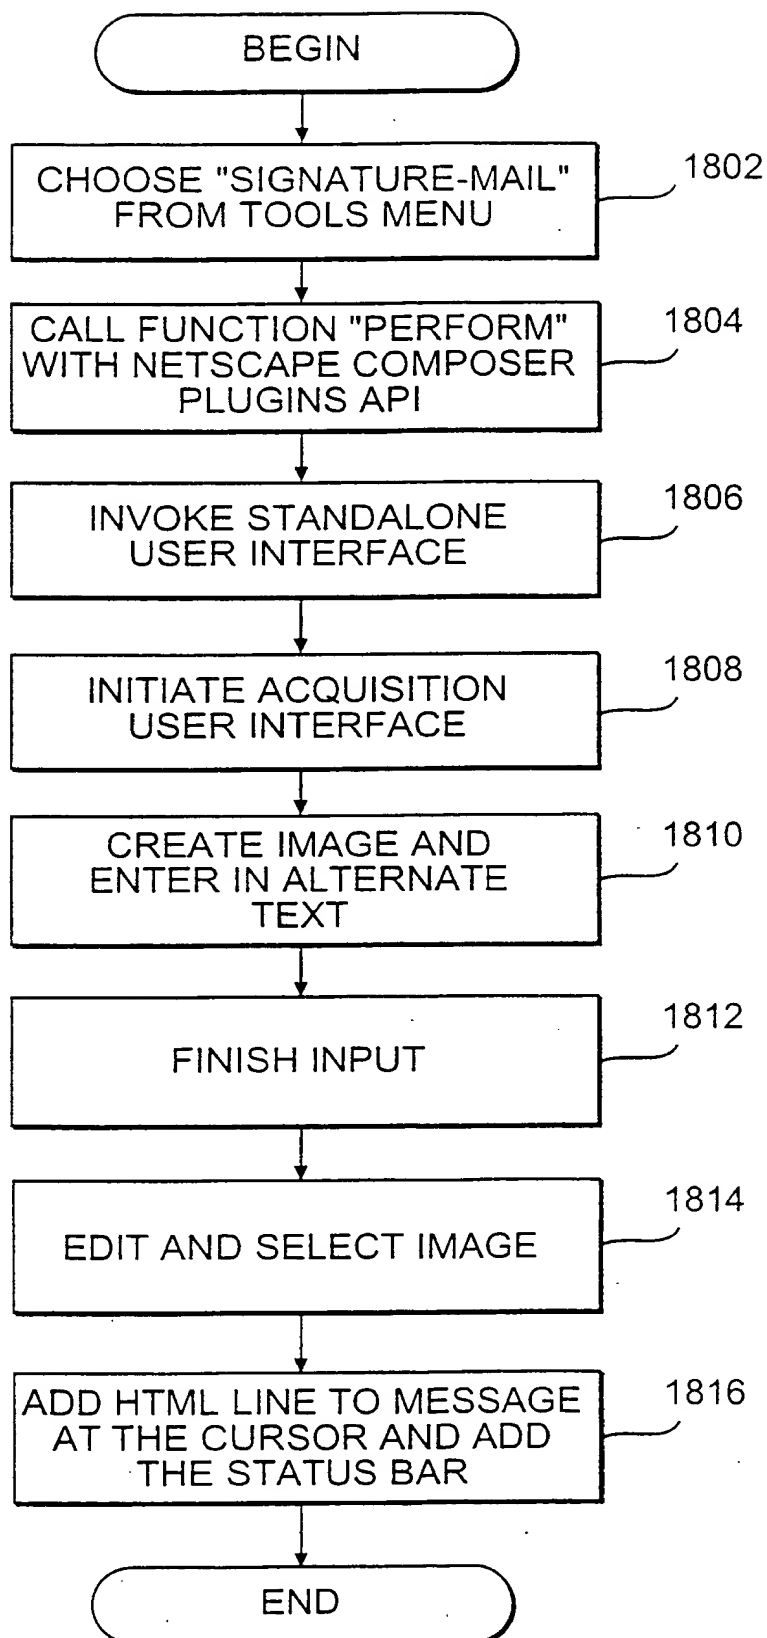 BEGIN
CHOOSE "SIGNATURE-MAIL"
FROM TOOLS MENU
1802
CALL FUNCTION "PERFORM"
WITH NETSCAPE COMPOSER
PLUGINS API
1804
INVOKE STANDALONE
USER INTERFACE
1806
INITIATE ACQUISITION
USER INTERFACE
1808
CREATE IMAGE AND
ENTER IN ALTERNATE
TEXT
1810
FINISH INPUT
1812
EDIT AND SELECT IMAGE
1814
ADD HTML LINE TO MESSAGE
AT THE CURSOR AND ADD
THE STATUS BAR
1816
END